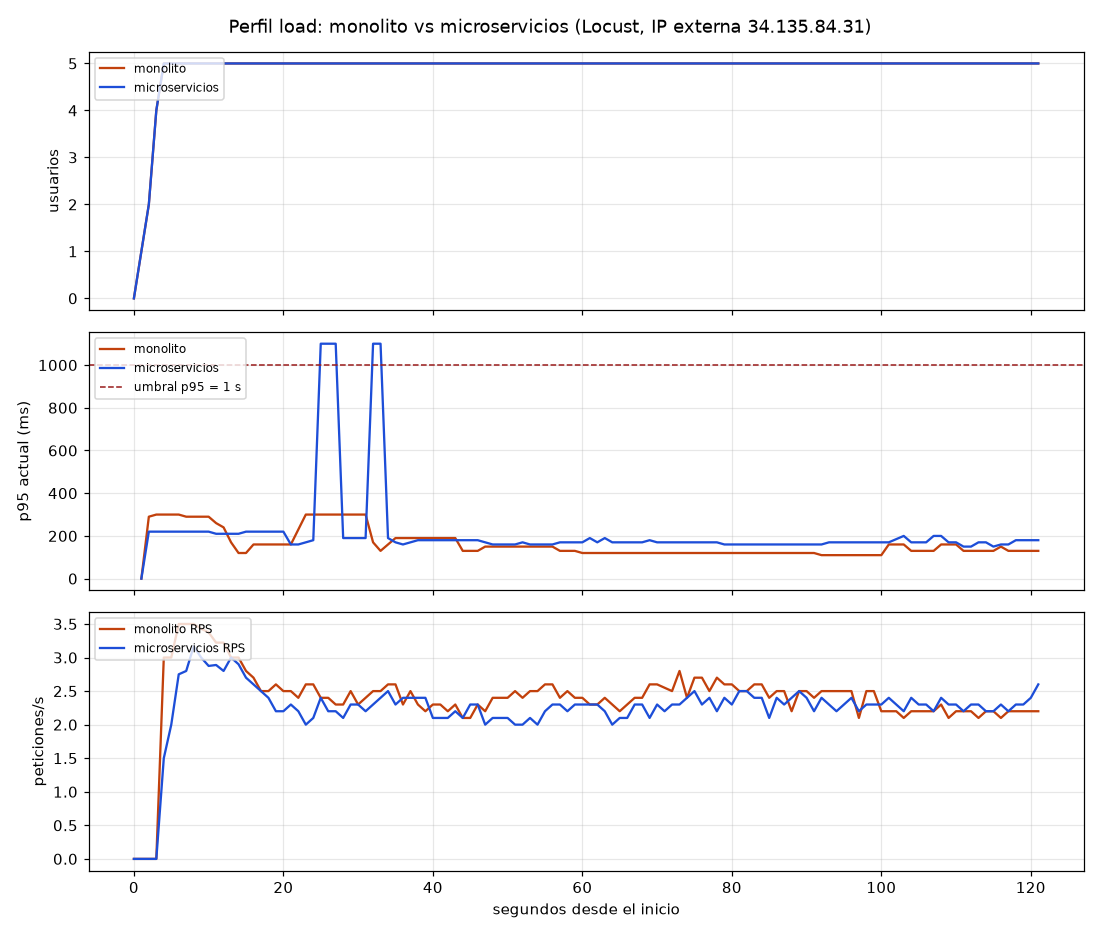 Perfil load: monolito vs microservicios (Locust, IP externa 34.135.84.31)
monolito
microservicios
5
4
3
2
1
0
usuarios
monolito
microservicios
umbral p95 = 1 s
1000
800
600
400
200
0
p95 actual (ms)
monolito RPS
microservicios RPS
3.5
3.0
2.5
2.0
1.5
1.0
0.5
0.0
peticiones/s
0 20 40 60 80 100 120
segundos desde el inicio